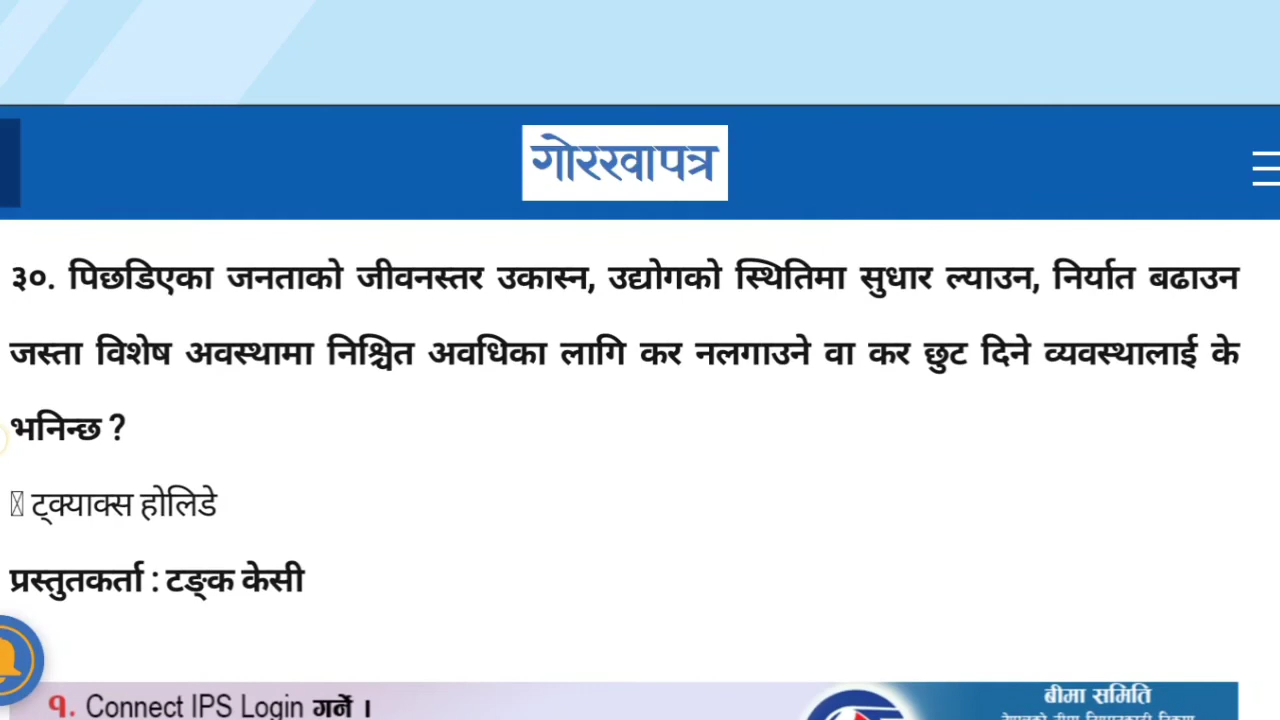 गोरखापत्र
३०. पिछडिएका जनताको जीवनस्तर उकास्न, उद्योगको स्थितिमा सुधार ल्याउन, निर्यात बढाउन
जस्ता विशेष अवस्थामा निश्चित अवधिका लागि कर नलगाउने वा कर छुट दिने व्यवस्थालाई के
भनिन्छ ?
ट्क्याक्स होलिडे
प्रस्तुतकर्ता : टङ्क केसी
१. Connect IPS Login गर्ने ।
बीमा समिति